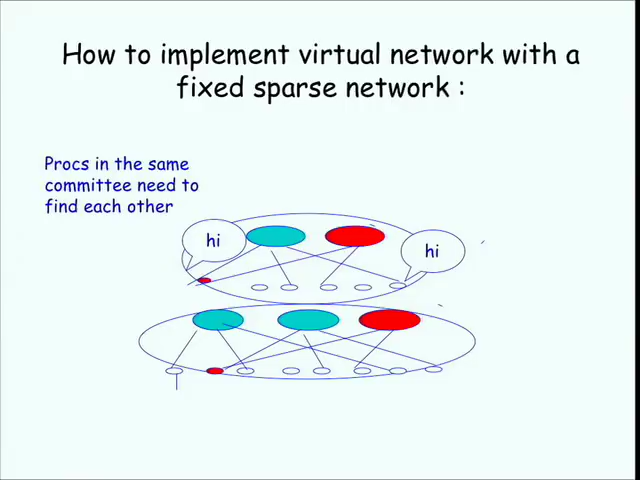 How to implement virtual network with a
fixed sparse network :
Procs in the same
committee need to
find each other
hi
hi